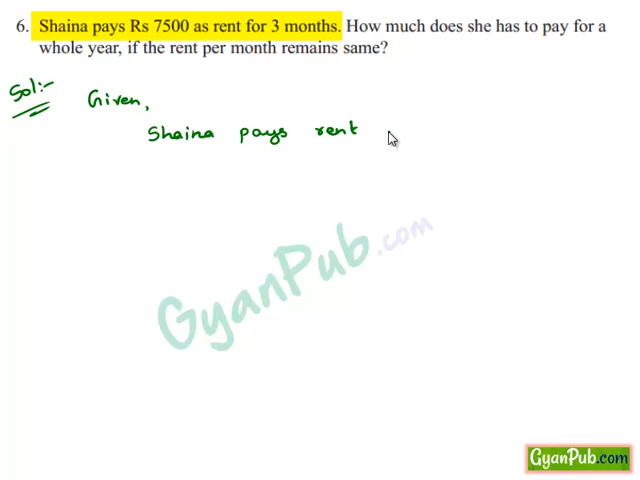 6. Shaina pays Rs 7500 as rent for 3 months. How much does she has to pay for a
whole year, if the rent per month remains same?
Sol:-
Given,
Shaina pays rent
GyanPub.com
GyanPub.com